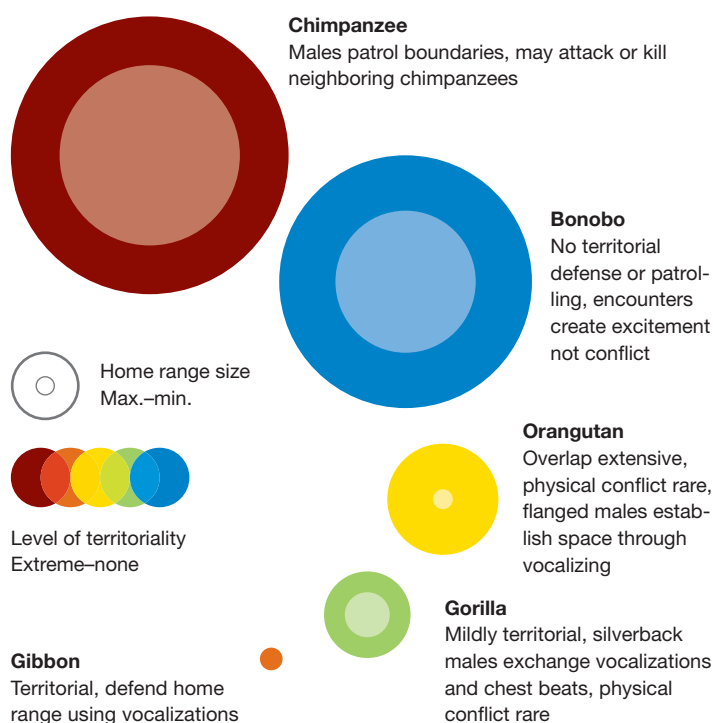 Chimpanzee
Males patrol boundaries, may attack or kill
neighboring chimpanzees
Bonobo
No territorial
defense or patrol-
ling, encounters
create excitement
not conflict
Home range size
Max.–min.
Orangutan
Overlap extensive,
physical conflict rare,
flanged males estab-
lish space through
vocalizing
Level of territoriality
Extreme–none
Gorilla
Mildly territorial, silverback
males exchange vocalizations
and chest beats, physical
conflict rare
Gibbon
Territorial, defend home
range using vocalizations